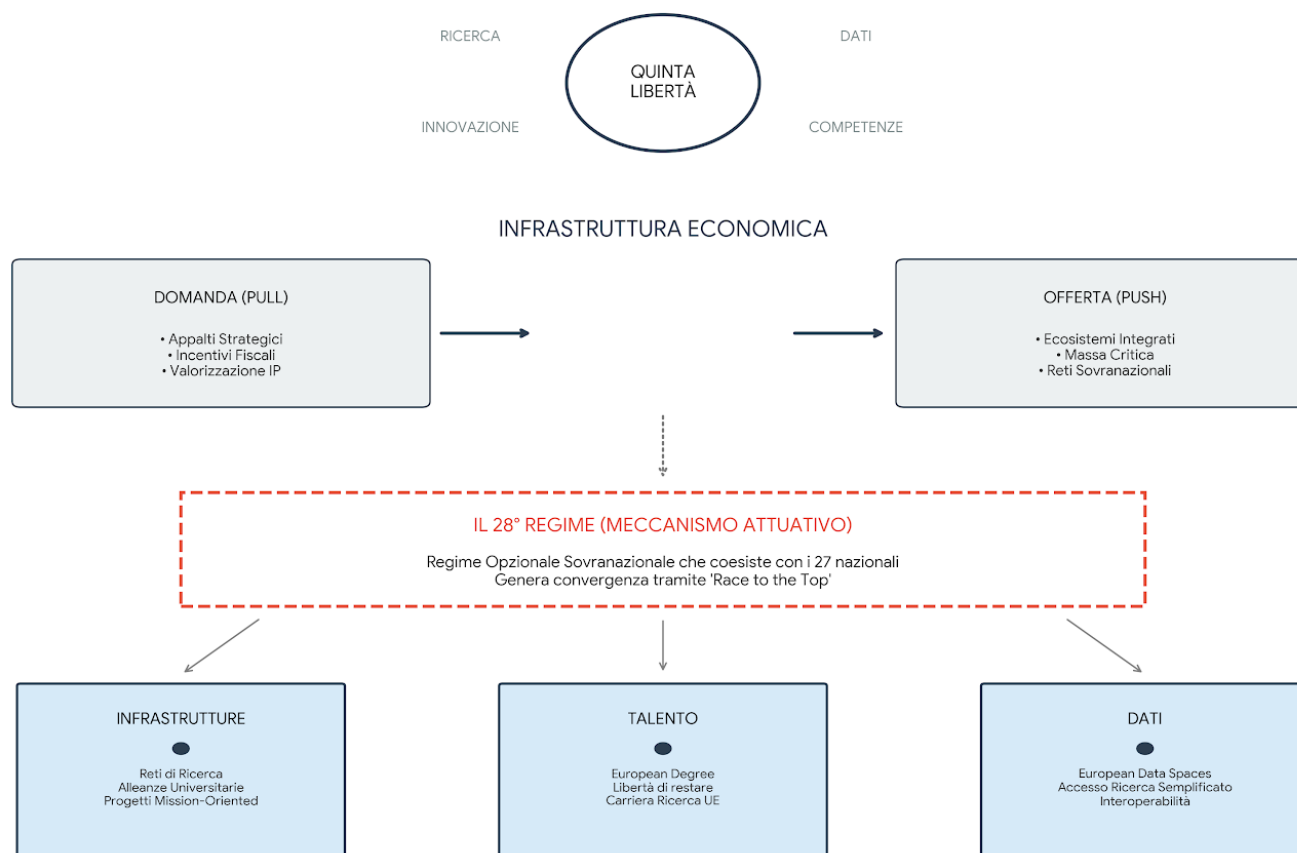 RICERCA
DATI
QUINTA
LIBERTÀ
INNOVAZIONE
COMPETENZE
INFRASTRUTTURA ECONOMICA
DOMANDA (PULL)
• Appalti Strategici
• Incentivi Fiscali
• Valorizzazione IP
OFFERTA (PUSH)
• Ecosistemi Integrati
• Massa Critica
• Reti Sovranazionali
IL 28° REGIME (MECCANISMO ATTUATIVO)
Regime Opzionale Sovranazionale che coesiste con i 27 nazionali
Genera convergenza tramite 'Race to the Top'
INFRASTRUTTURE
Reti di Ricerca
Alleanze Universitarie
Progetti Mission-Oriented
TALENTO
European Degree
Libertà di restare
Carriera Ricerca UE
DATI
European Data Spaces
Accesso Ricerca Semplificato
Interoperabilità